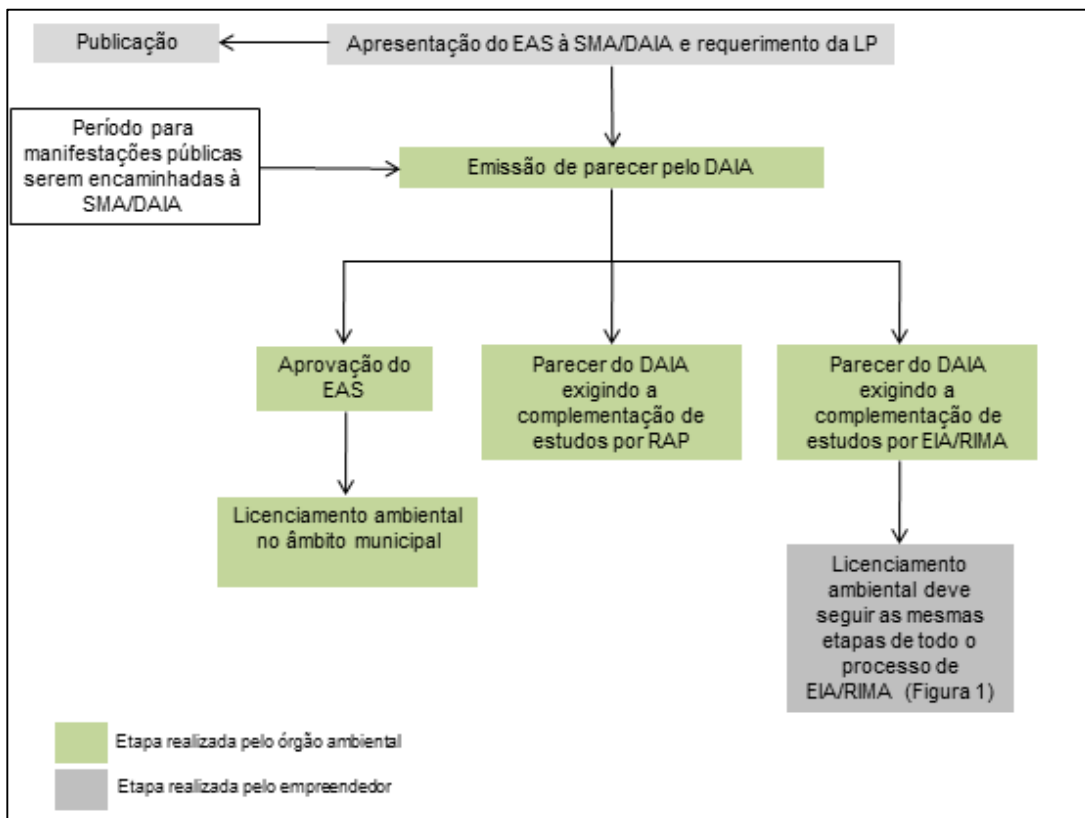 Publicação
Apresentação do EAS à SMA/DAIA e requerimento da LP
Período para
manifestações públicas
serem encaminhadas à
SMA/DAIA
Emissão de parecer pelo DAIA
Aprovação do
EAS
Parecer do DAIA
exigindo a
complementação de
estudos por RAP
Parecer do DAIA
exigindo a
complementação de
estudos por EIA/RIMA
Licenciamento ambiental
no âmbito municipal
Licenciamento
ambiental deve
seguir as mesmas
etapas de todo o
processo de
EIA/RIMA (Figura 1)
Etapa realizada pelo órgão ambiental
Etapa realizada pelo empreendedor